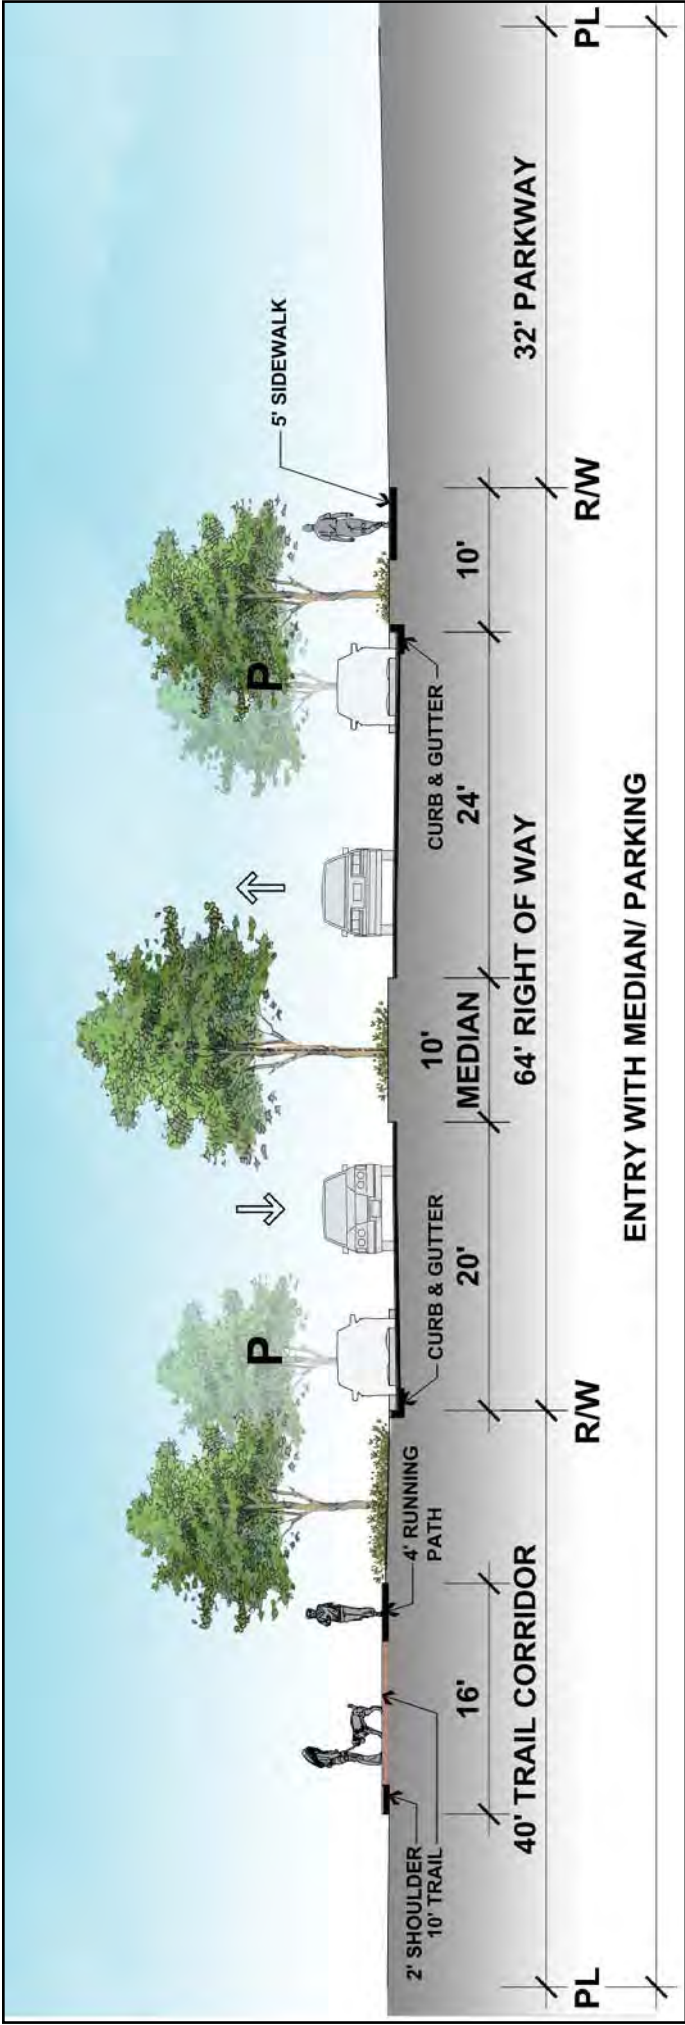 P
P
5' SIDEWALK
2' SHOULDER
10' TRAIL
4' RUNNING
PATH
CURB & GUTTER
CURB & GUTTER
16'
20'
10'
MEDIAN
24'
10'
40' TRAIL CORRIDOR
64' RIGHT OF WAY
32' PARKWAY
PL
R/W
R/W
PL
ENTRY WITH MEDIAN/ PARKING